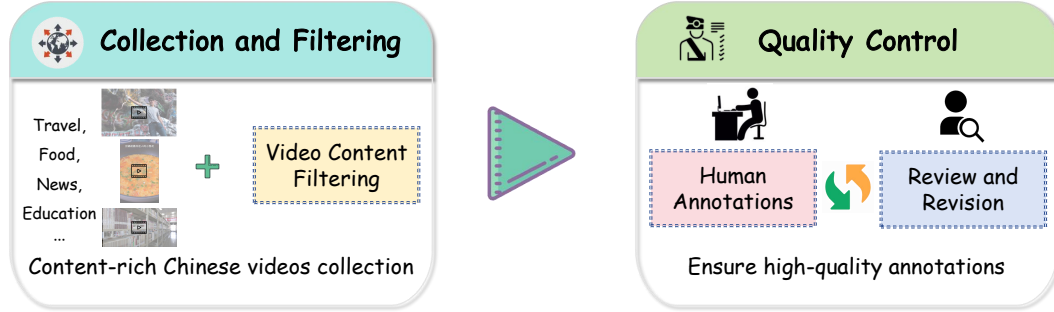 Collection and Filtering
Travel,
Food,
News,
Education
...
Video Content
Filtering
Content-rich Chinese videos collection
Quality Control
Human
Annotations
Review and
Revision
Ensure high-quality annotations